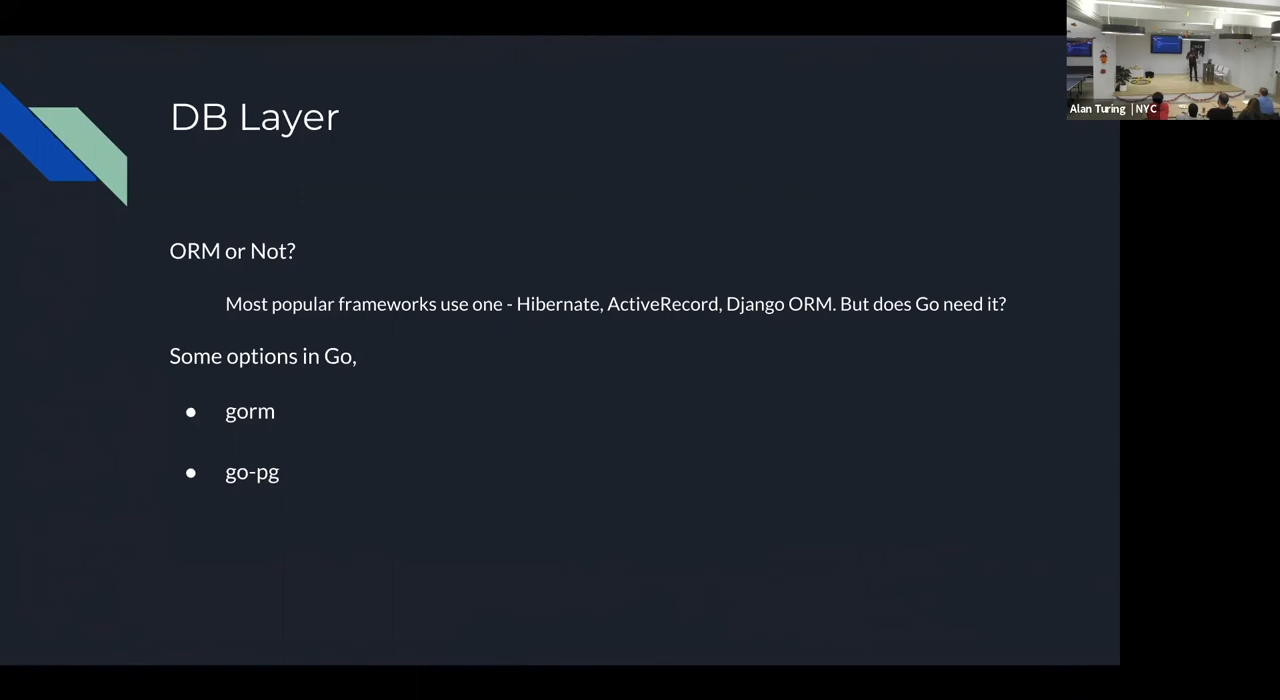 DB Layer
ORM or Not?
Most popular frameworks use one - Hibernate, ActiveRecord, Django ORM. But does Go need it?
Some options in Go,
● gorm
● go-pg
Alan Turing | NYC